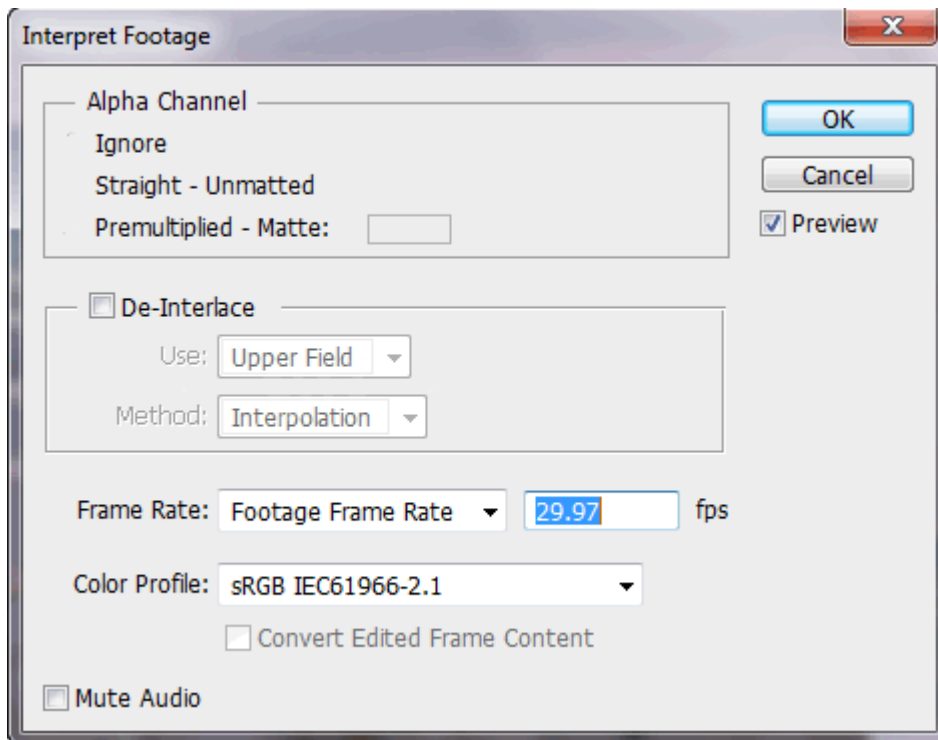 Interpret Footage
Alpha Channel
Ignore
Straight - Unmatted
Premultiplied - Matte:
OK
Cancel
Preview
De-Interlace
Use: Upper Field
Method: Interpolation
Frame Rate: Footage Frame Rate 29.97 fps
Color Profile: sRGB IEC61966-2.1
Convert Edited Frame Content
Mute Audio